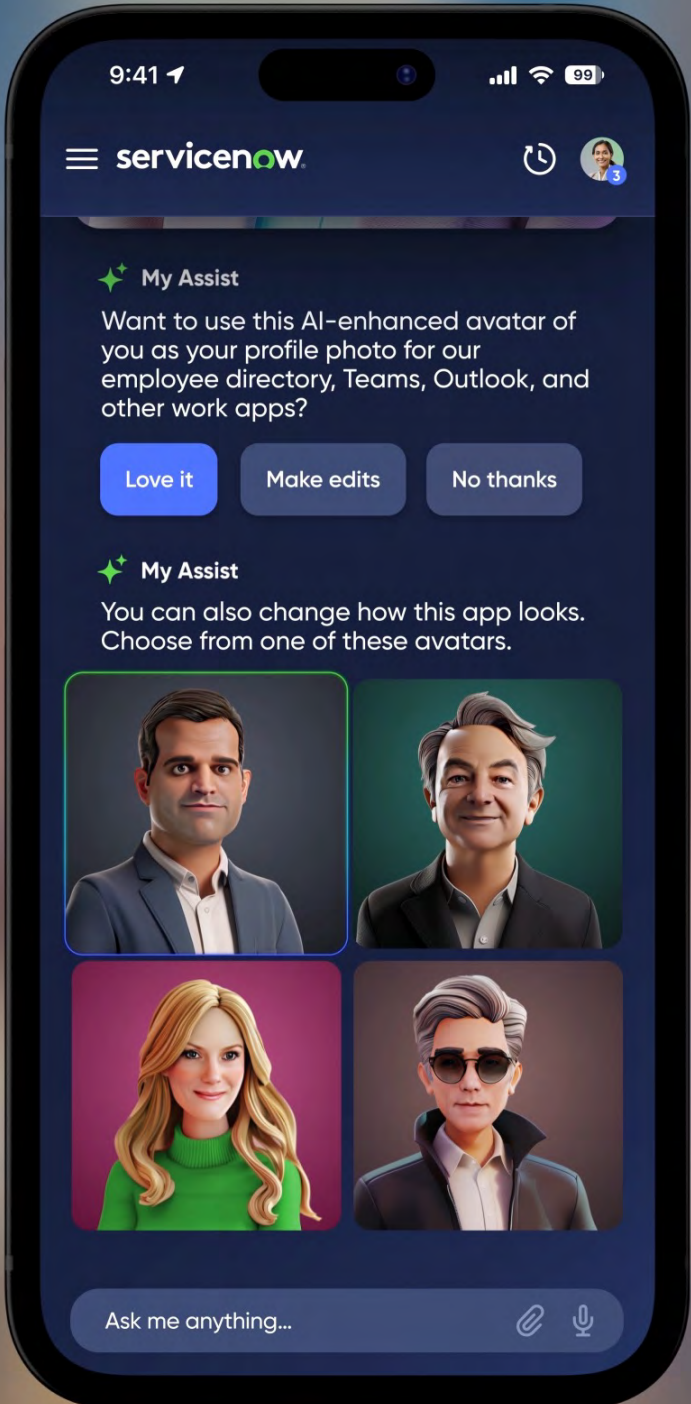 9:41
99
servicenow
3
My Assist
Want to use this AI-enhanced avatar of
you as your profile photo for our
employee directory, Teams, Outlook, and
other work apps?
Love it
Make edits
No thanks
My Assist
You can also change how this app looks.
Choose from one of these avatars.
Ask me anything...